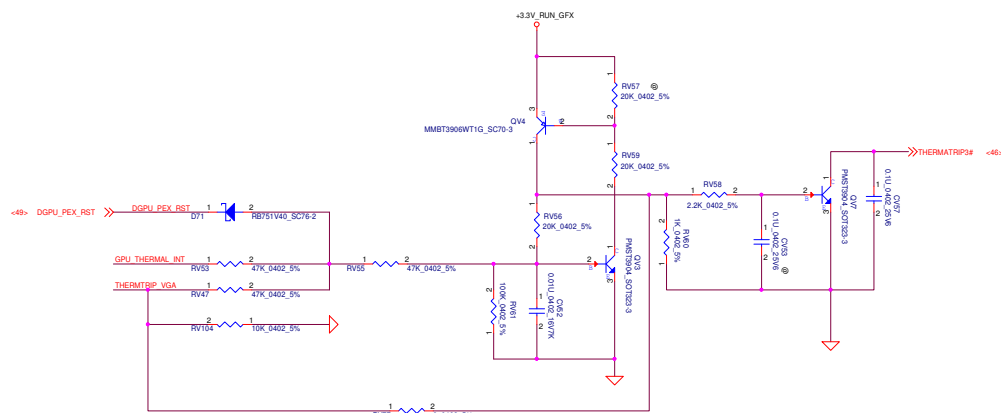 +3.3V_RUN_GFX
3
QV4
MMBT3906WT1G_SC70-3
1
2
1
RV57
@
20K_0402_5%
2
1
RV59
20K_0402_5%
2
<49> DGPU_PEX_RST
DGPU_PEX_RST
1
2
D71
RB751V40_SC76-2
GPU_THERMAL_INT
1
2
RV53
47K_0402_5%
THERMTRIP_VGA
1
2
RV47
47K_0402_5%
2
1
RV104
10K_0402_5%
1
2
RV55
47K_0402_5%
1
RV56
20K_0402_5%
2
2
RV61
100K_0402_5%
1
1
CV52
0.01U_0402_16V7K
2
1
2
QV3
PMST3904_SOT323-3
3
2
RV60
1K_0402_5%
1
1
RV58
2
2.2K_0402_5%
1
CV53
0.1U_0402_25V6
2
@
1
2
QV7
PMST3904_SOT323-3
3
1
CV57
0.1U_0402_25V6
2
THERMATRIP3# <46>
1
2